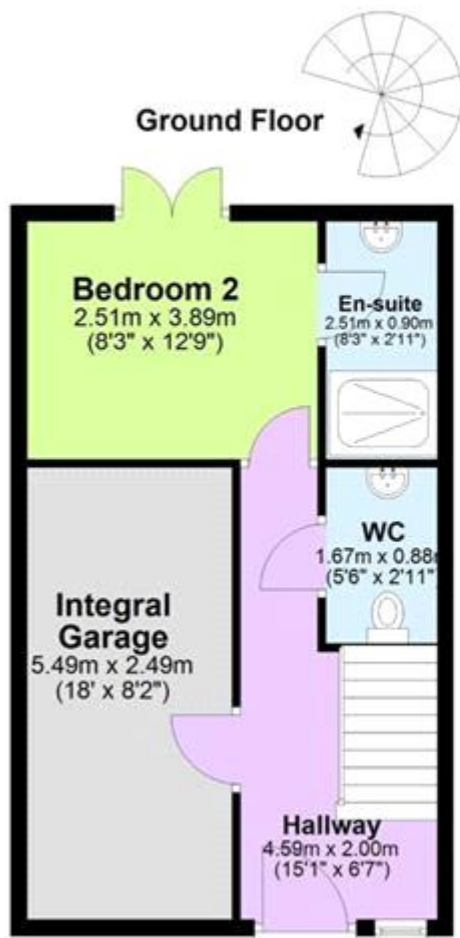 Ground Floor
Bedroom 2
2.51m x 3.89m
(8'3" x 12'9")
En-suite
2.51m x 0.90m
(8'3" x 2'11")
WC
1.67m x 0.88m
(5'6" x 2'11")
Integral
Garage
5.49m x 2.49m
(18' x 8'2")
Hallway
4.59m x 2.00m
(15'1" x 6'7")